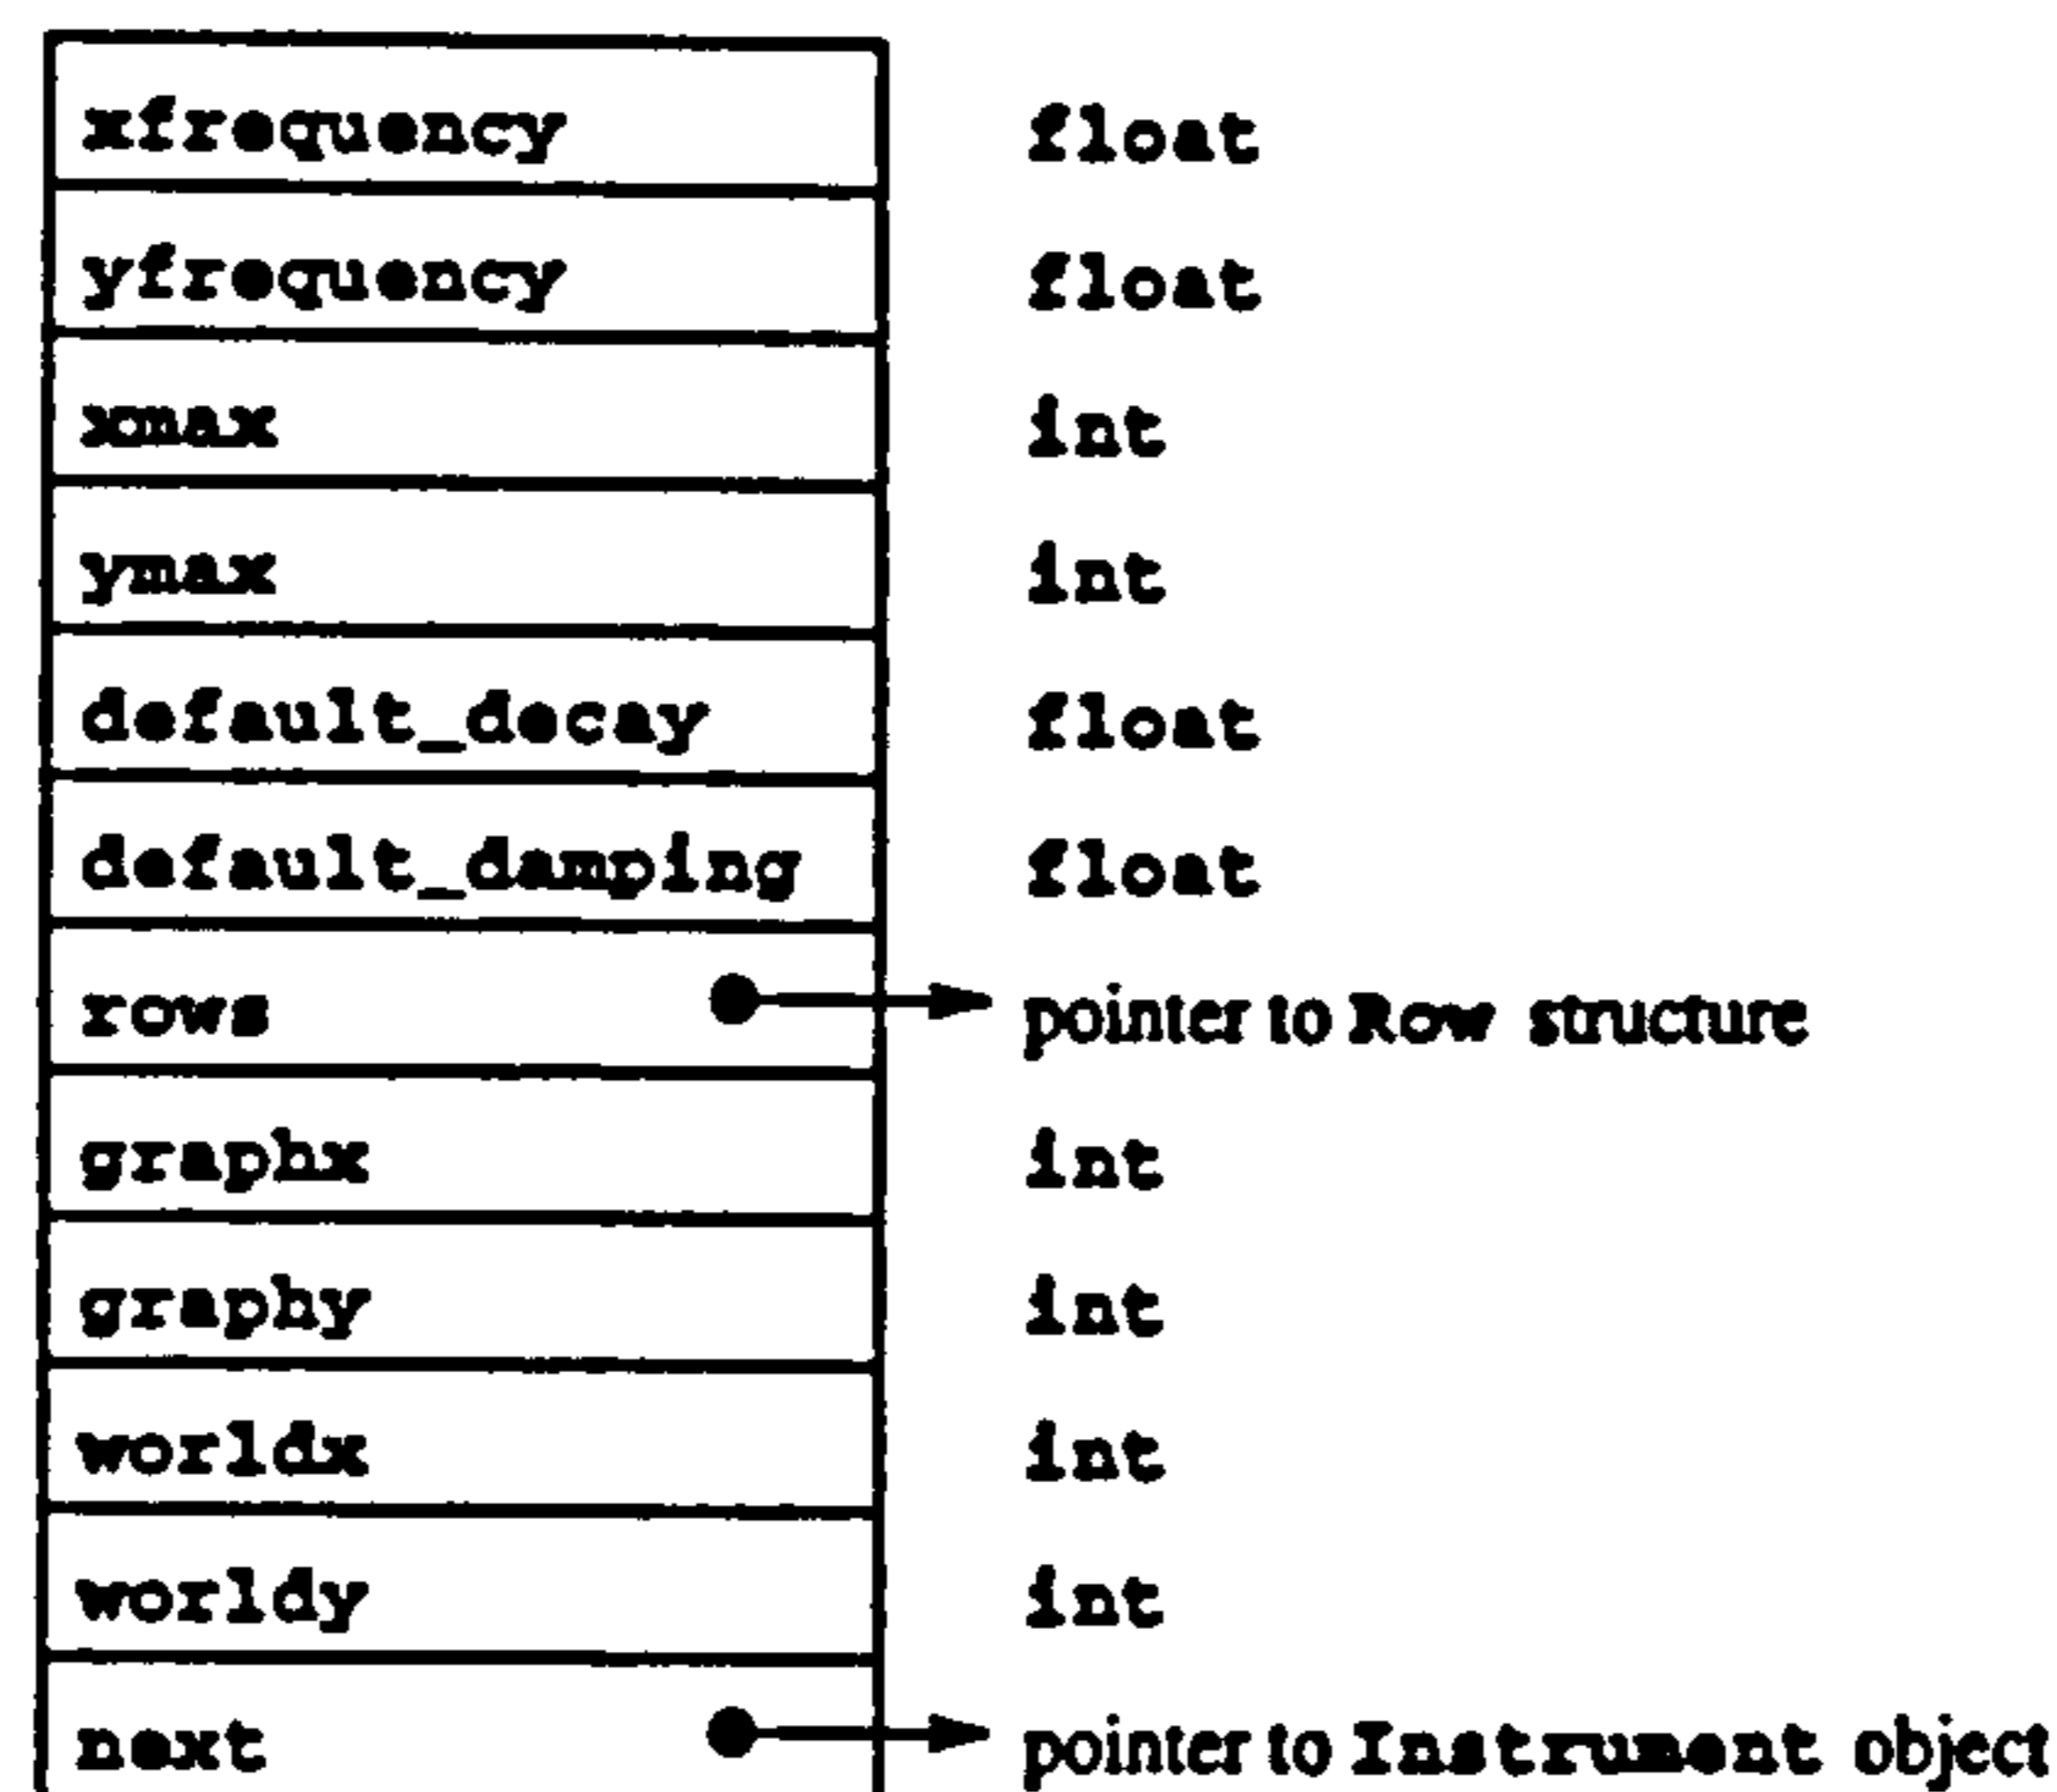 xfrequency float
yfrequency float
xmax int
ymax int
default_decay float
default_damping float
rows pointer to Row structure
graphx int
graphy int
worldx int
worldy int
next pointer to Instrument object